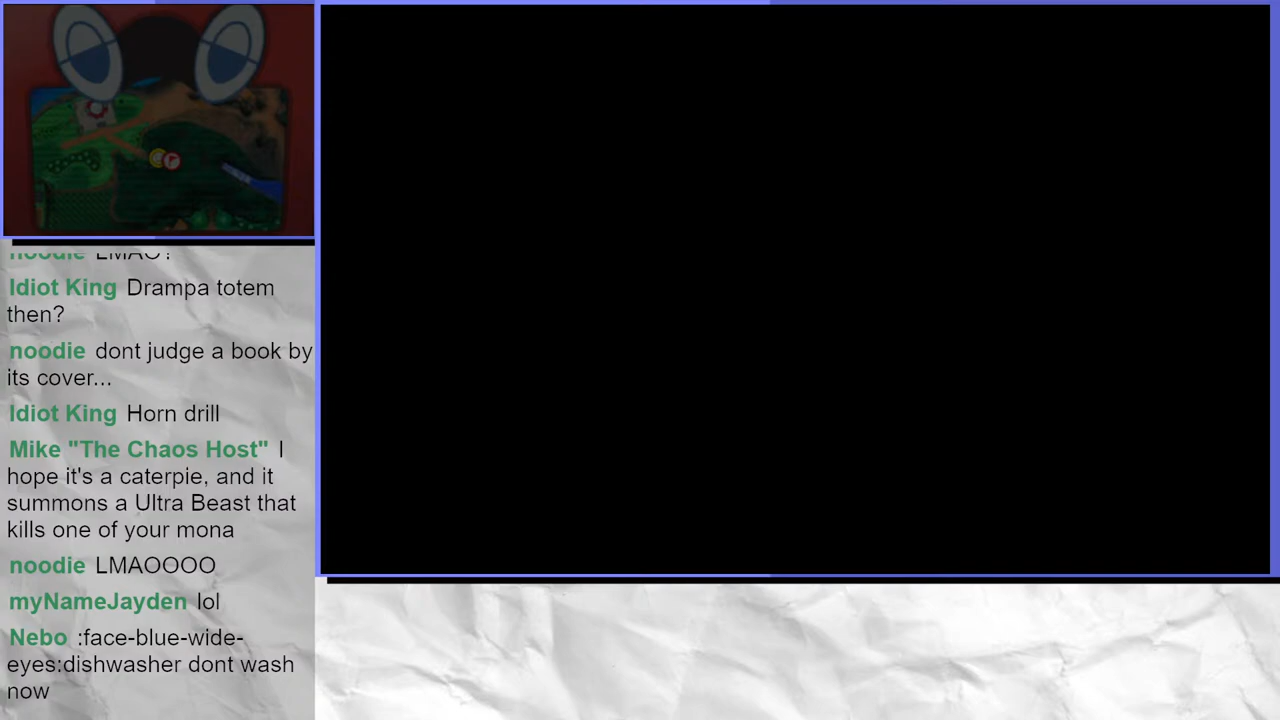 noodie LMAO?
Idiot King Drampa totem
then?
noodie dont judge a book by
its cover...
Idiot King Horn drill
Mike "The Chaos Host" I
hope it's a caterpie, and it
summons a Ultra Beast that
kills one of your mona
noodie LMAOOOO
myNameJayden lol
Nebo :face-blue-wide-
eyes:dishwasher dont wash
now